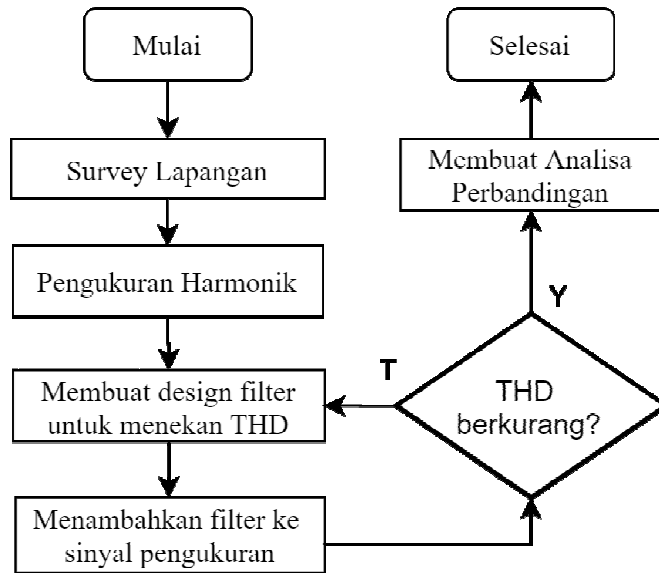 Mulai
Survey Lapangan
Pengukuran Harmonik
Membuat design filter
untuk menekan THD
Menambahkan filter ke
sinyal pengukuran
THD
berkurang?
T
Y
Membuat Analisa
Perbandingan
Selesai